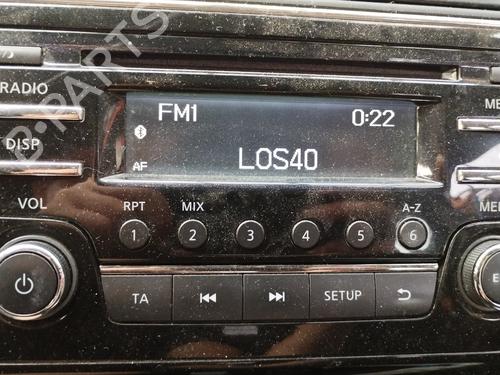 RADIO
DISP
VOL
FM1
0:22
AF
LOS40
RPT
MIX
A-Z
1
2
3
4
5
6
TA
SETUP
B-PARTS